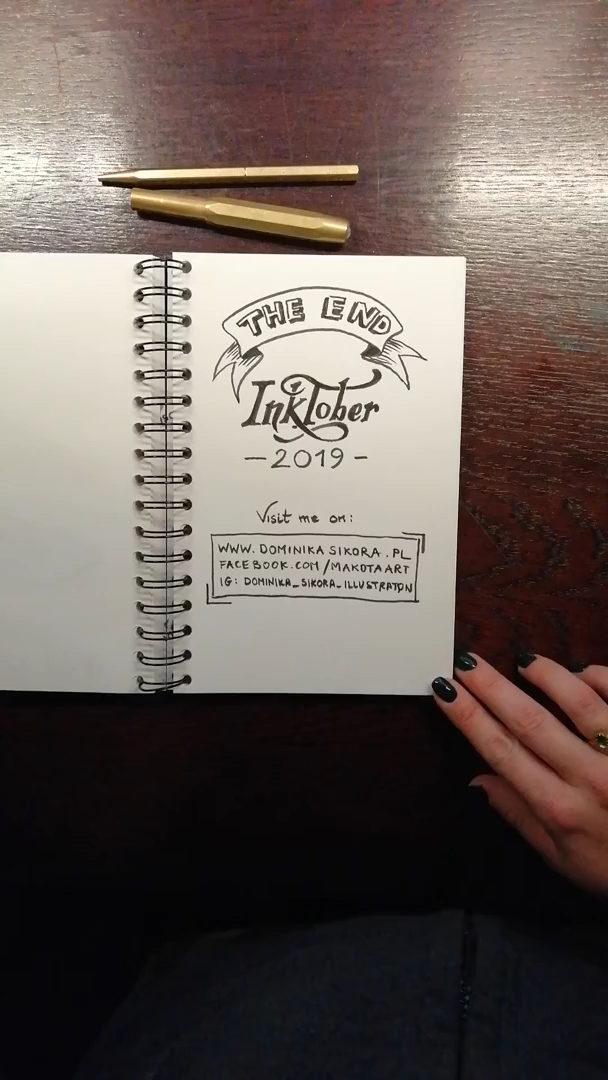 THE END
InkTober
-2019-
Visit me on:
WWW.DOMINIKASIKORA.PL
FACEBOOK.COM/MAKOTAART
IG: DOMINIKA_SIKORA_ILLUSTRATON